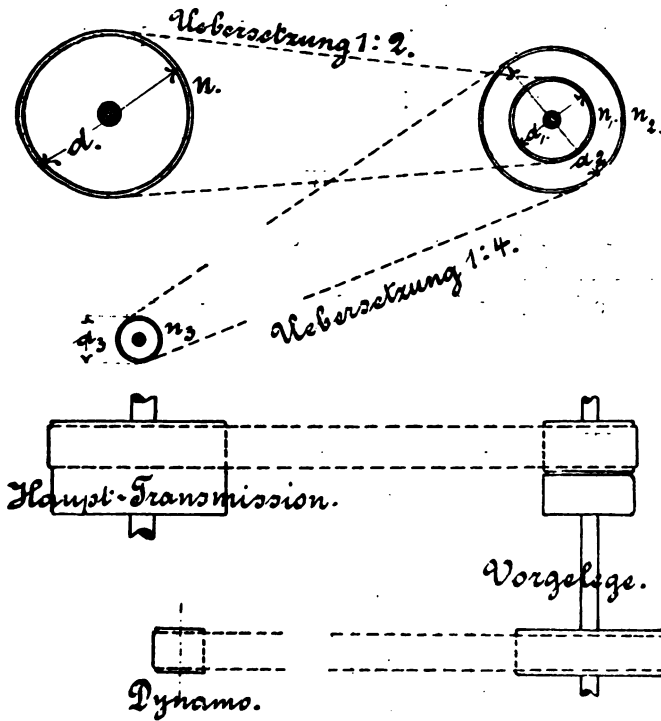 Uebersetzung 1:2.
n.
d.
d₁.
n₁.
n₂.
d₂
Uebersetzung 1:4.
d₃
n₃
Haupt-Transmission.
Vorgelege.
Dynamo.